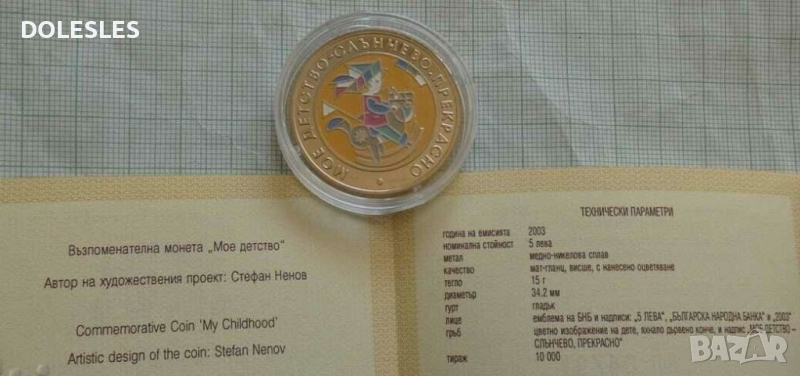 DOLESLES
МОЕ ДЕТСТВО·СЛЪНЧЕВО, ПРЕКРАСНО
Възпоменателна монета „Мое детство“
Автор на художествения проект: Стефан Ненов
Commemorative Coin 'My Childhood'
Artistic design of the coin: Stefan Nenov
ТЕХНИЧЕСКИ ПАРАМЕТРИ
година на емисията 2003
номинална стойност 5 лева
метал медно-никелова сплав
качество мат-гланц, висше, с нанесено оцветяване
тегло 15 г
диаметър 34.2 мм
гурт гладък
лице емблема на БНБ и надписи: „5 ЛЕВА“, „БЪЛГАРСКА НАРОДНА БАНКА“ и „2003“
гръб цветно изображение на дете, яхнало дървено конче, и надпис „МОЕ ДЕТСТВО –
СЛЪНЧЕВО, ПРЕКРАСНО“
тираж 10 000
BAZAR
bg